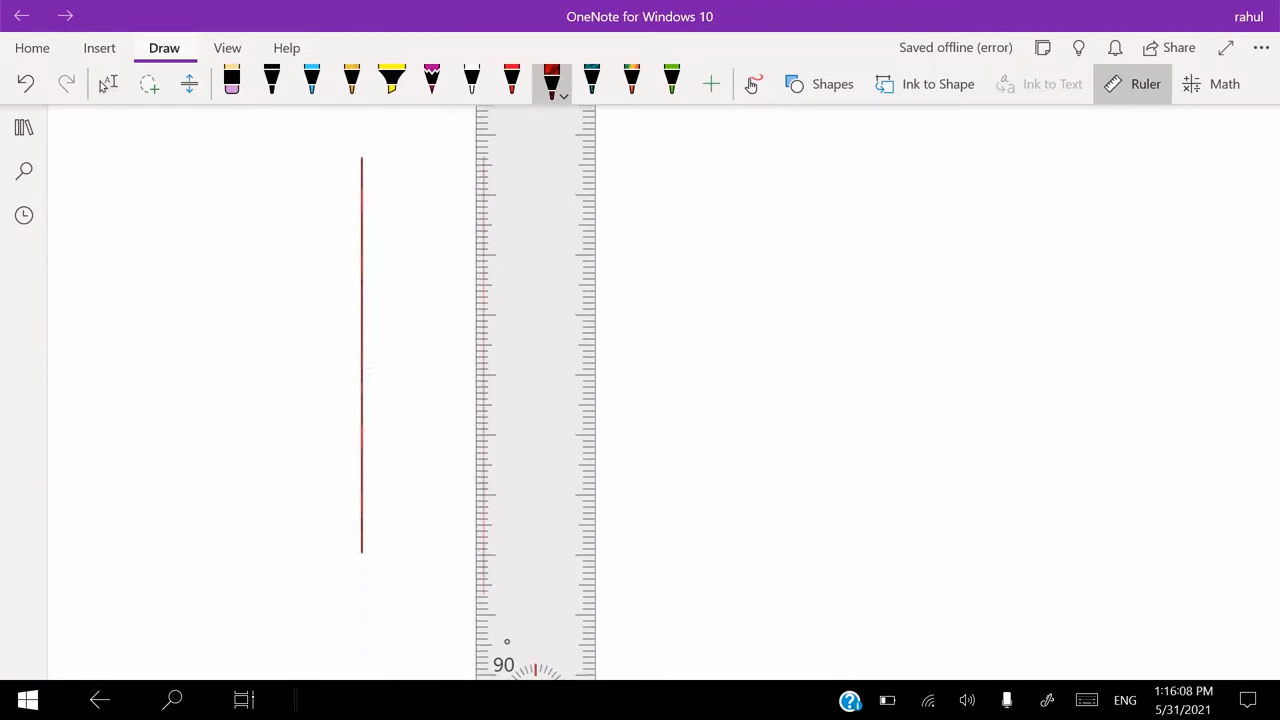 OneNote for Windows 10
rahul
Home
Insert
Draw
View
Help
Saved offline (error)
Share
Shapes
Ink to Shape
Ink to Text
Ruler
Math
90°
ENG
1:16:08 PM
5/31/2021